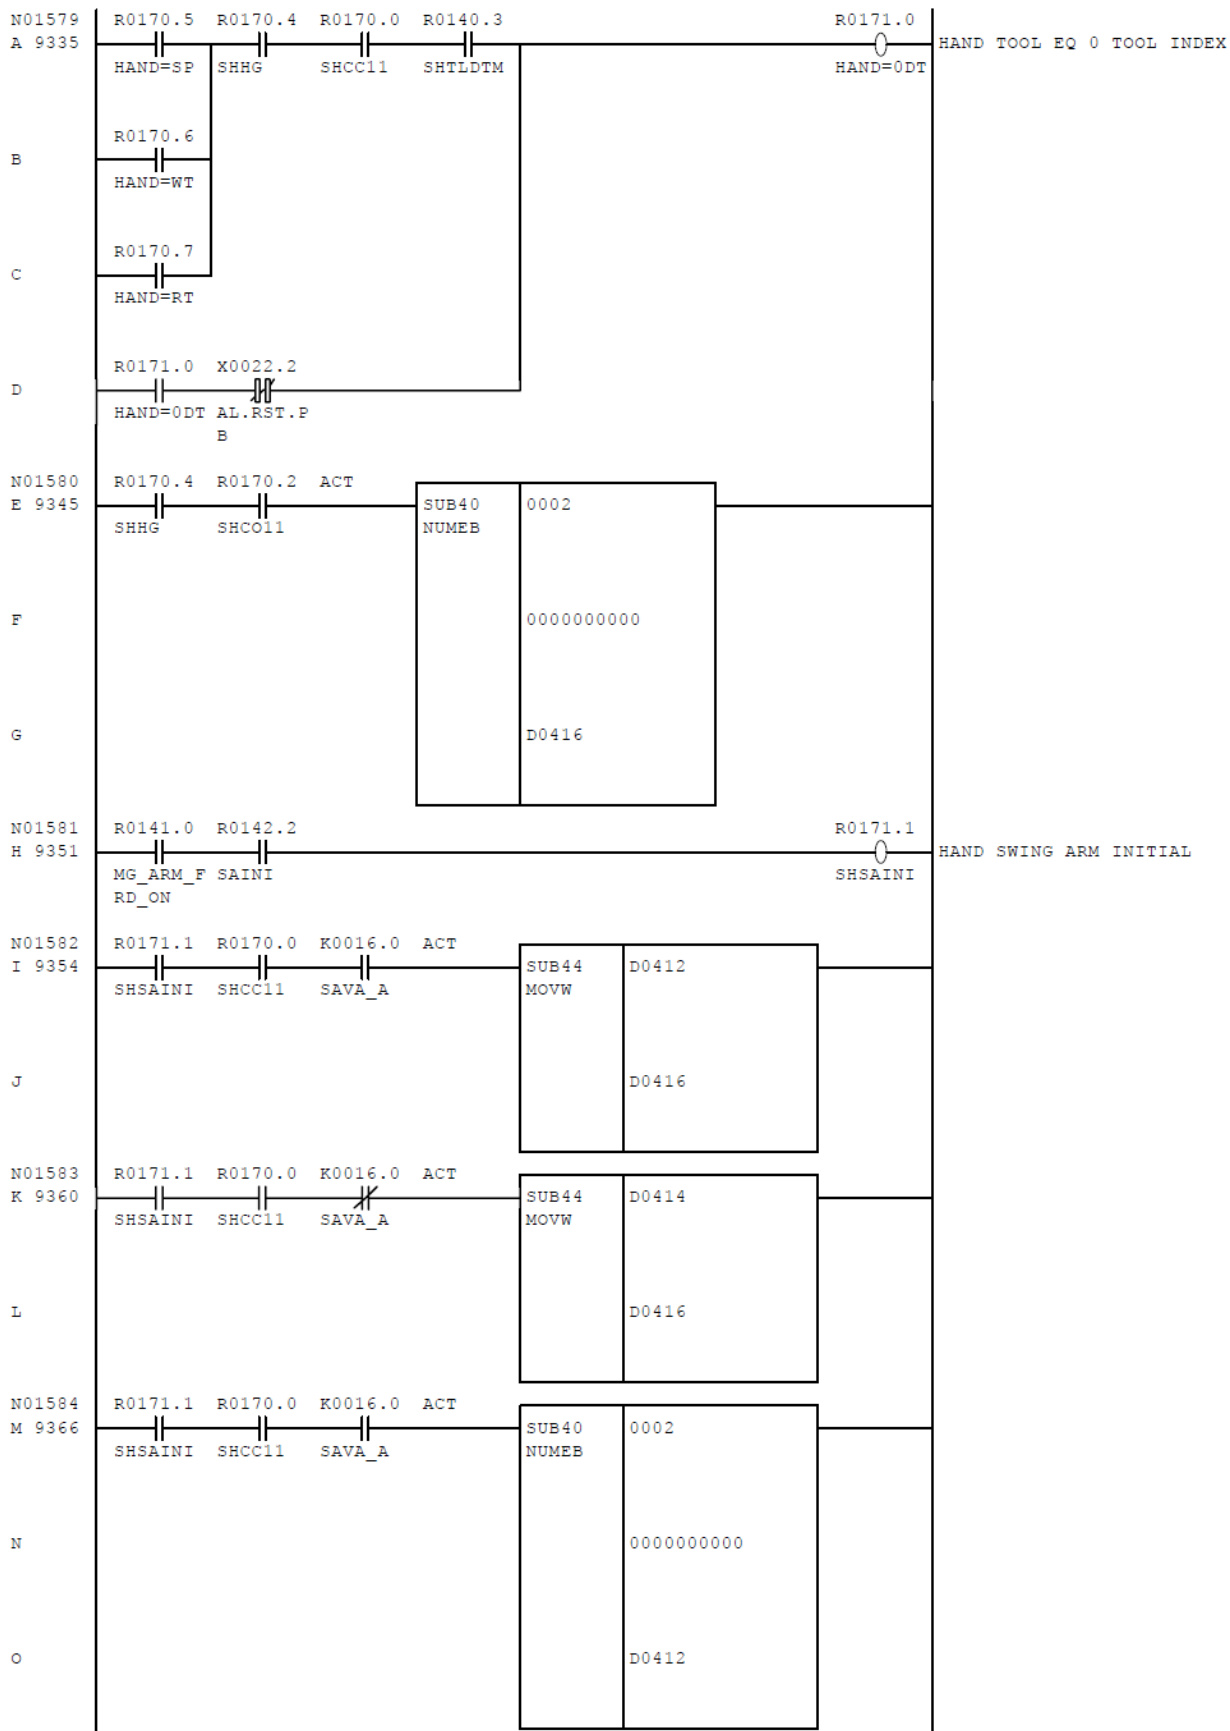 N01579 R0170.5 R0170.4 R0170.0 R0140.3 R0171.0
A 9335 HAND TOOL EQ 0 TOOL INDEX
HAND=SP SHHG SHCC11 SHTLDTM HAND=0DT
R0170.6
B
HAND=WT
R0170.7
C
HAND=RT
R0171.0 X0022.2
D
HAND=0DT AL.RST.P
B
N01580 R0170.4 R0170.2 ACT
E 9345 SUB40 0002
SHHG SHCO11 NUMEB
F 0000000000
G D0416
N01581 R0141.0 R0142.2 R0171.1
H 9351 HAND SWING ARM INITIAL
MG_ARM_F SAINI SHSAINI
RD_ON
N01582 R0171.1 R0170.0 K0016.0 ACT
I 9354 SUB44 D0412
SHSAINI SHCC11 SAVA_A MOVW
J D0416
N01583 R0171.1 R0170.0 K0016.0 ACT
K 9360 SUB44 D0414
SHSAINI SHCC11 SAVA_A MOVW
L D0416
N01584 R0171.1 R0170.0 K0016.0 ACT
M 9366 SUB40 0002
SHSAINI SHCC11 SAVA_A NUMEB
N 0000000000
O D0412